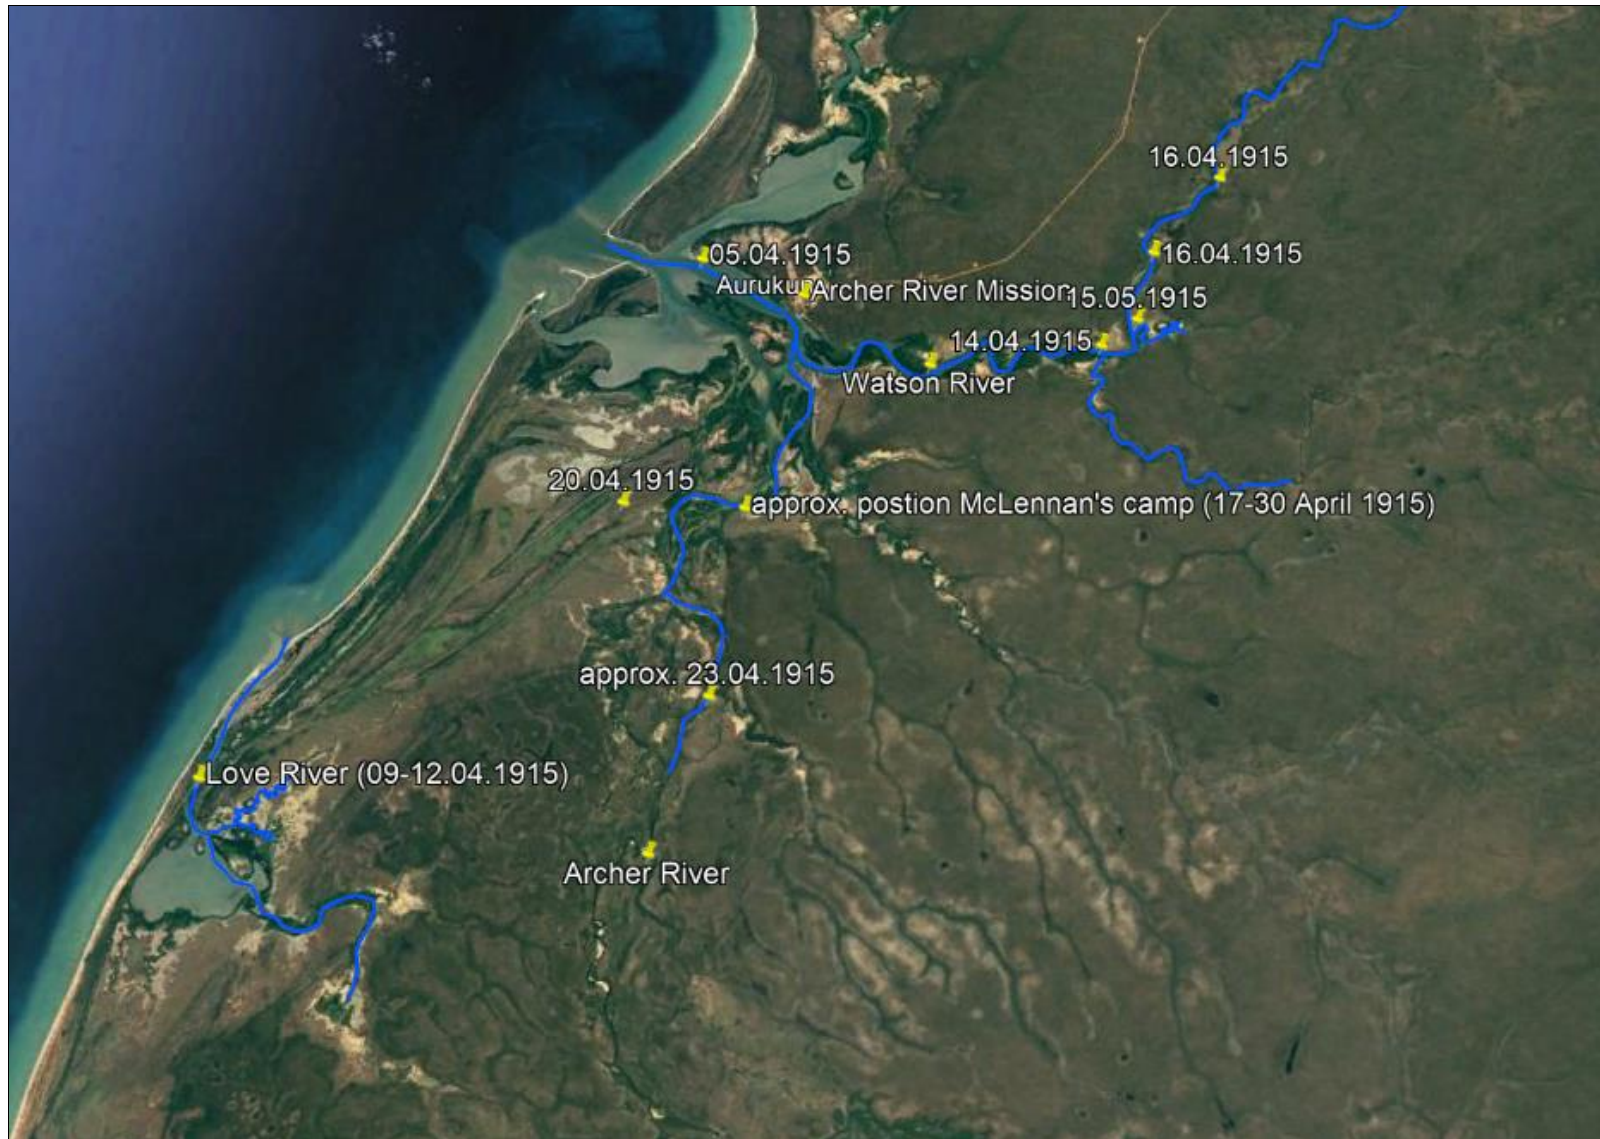 16.04.1915
05.04.1915
16.04.1915
Aurukun
Archer River Mission
15.05.1915
14.04.1915
Watson River
20.04.1915
approx. postion McLennan's camp (17-30 April 1915)
approx. 23.04.1915
Love River (09-12.04.1915)
Archer River